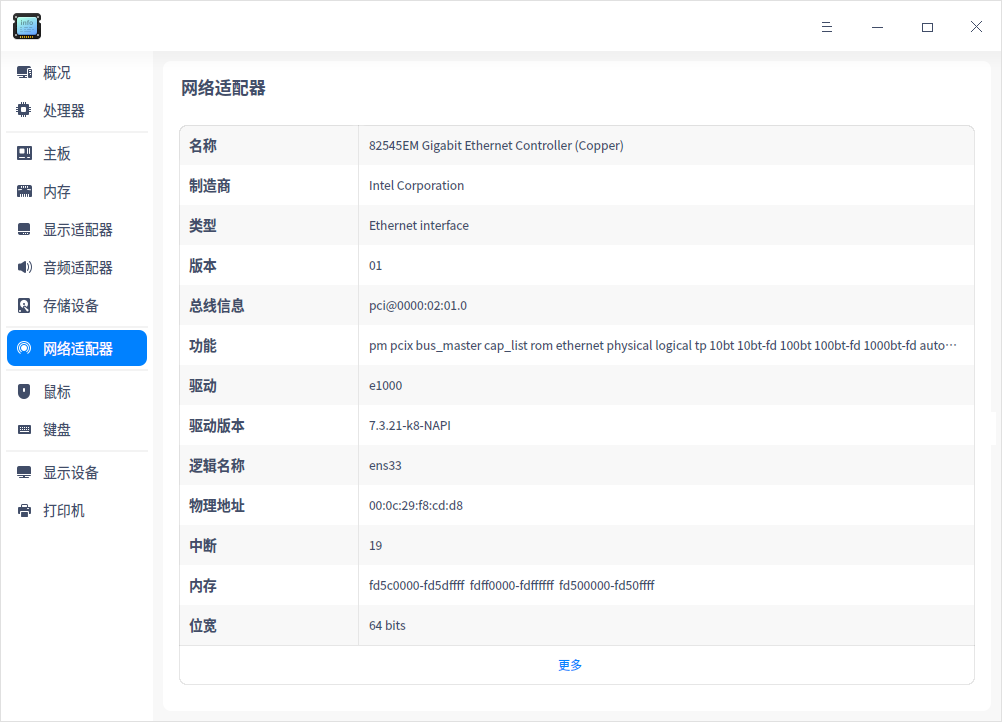 info
概况
处理器
主板
内存
显示适配器
音频适配器
存储设备
网络适配器
鼠标
键盘
显示设备
打印机
网络适配器
名称 82545EM Gigabit Ethernet Controller (Copper)
制造商 Intel Corporation
类型 Ethernet interface
版本 01
总线信息 pci@0000:02:01.0
功能 pm pcix bus_master cap_list rom ethernet physical logical tp 10bt 10bt-fd 100bt 100bt-fd 1000bt-fd auto…
驱动 e1000
驱动版本 7.3.21-k8-NAPI
逻辑名称 ens33
物理地址 00:0c:29:f8:cd:d8
中断 19
内存 fd5c0000-fd5dffff fdff0000-fdffffff fd500000-fd50ffff
位宽 64 bits
更多